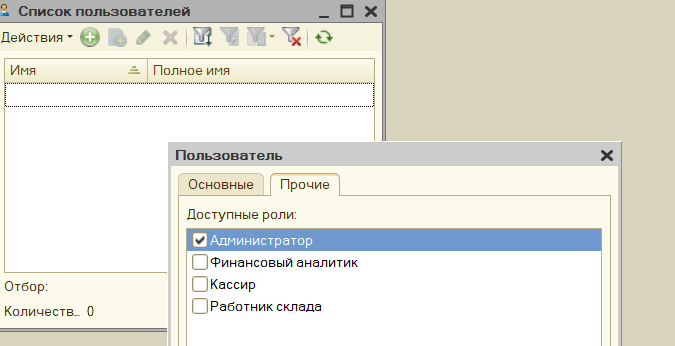 Список пользователей
Действия
Имя Полное имя
Отбор:
Количеств... 0
Пользователь
Основные Прочие
Доступные роли:
Администратор
Финансовый аналитик
Кассир
Работник склада